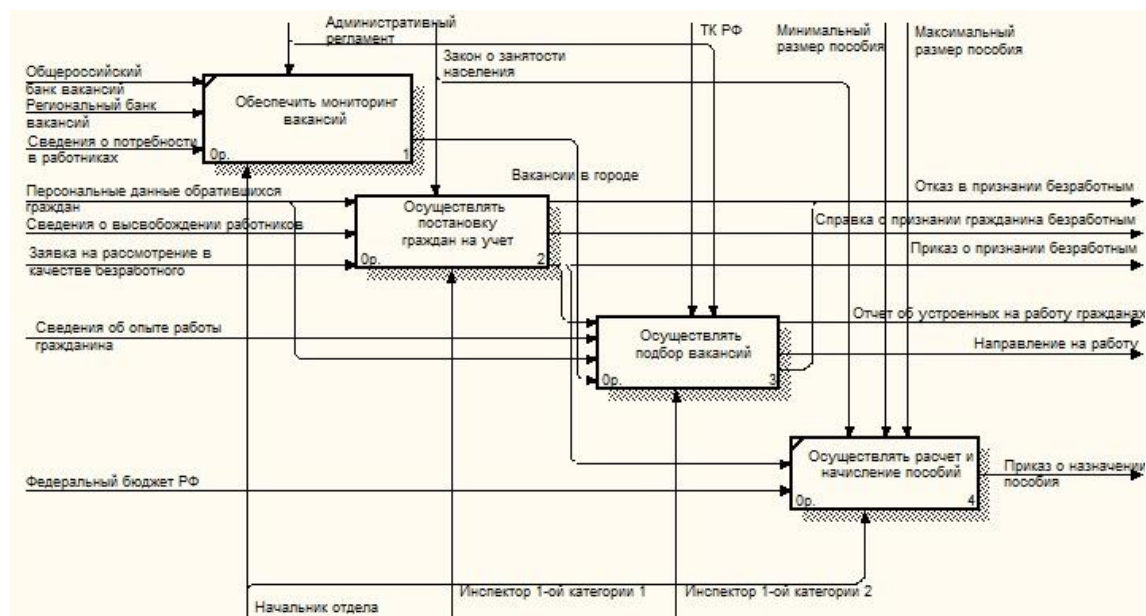 Административный
регламент
ТК РФ
Минимальный
размер пособия
Максимальный
размер пособия
Закон о занятости
населения
Общероссийский
банк вакансий
Региональный банк
вакансий
Сведения о потребности
в работниках
Обеспечить мониторинг
вакансий
0р.
1
Вакансии в городе
Персональные данные обратившихся
граждан
Сведения о высвобождении работников
Заявка на рассмотрение в
качестве безработного
Осуществлять
постановку
граждан на учет
0р.
2
Отказ в признании безработным
Справка о признании гражданина безработным
Приказ о признании безработным
Сведения об опыте работы
гражданина
Осуществлять
подбор вакансий
0р.
3
Отчет об устроенных на работу гражданах
Направление на работу
Федеральный бюджет РФ
Осуществлять расчет и
начисление пособий
0р.
4
Приказ о назначении
пособия
Начальник отдела
Инспектор 1-ой категории 1
Инспектор 1-ой категории 2